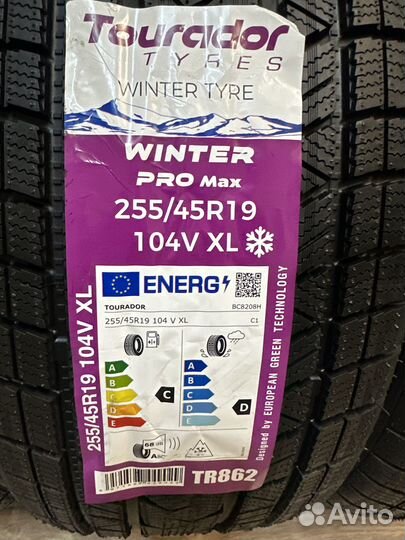 Tourador
TYRES
WINTER TYRE
WINTER
PRO Max
255/45R19
104V XL
ENERG
TOURADOR
BC8208H
255/45R19 104 V XL
C1
A
B
C
D
E
C
A
B
C
D
E
D
68 dB
ABC
TR862
255/45R19 104V XL
Designed by EUROPEAN GREEN TECHNOLOGY
Avito